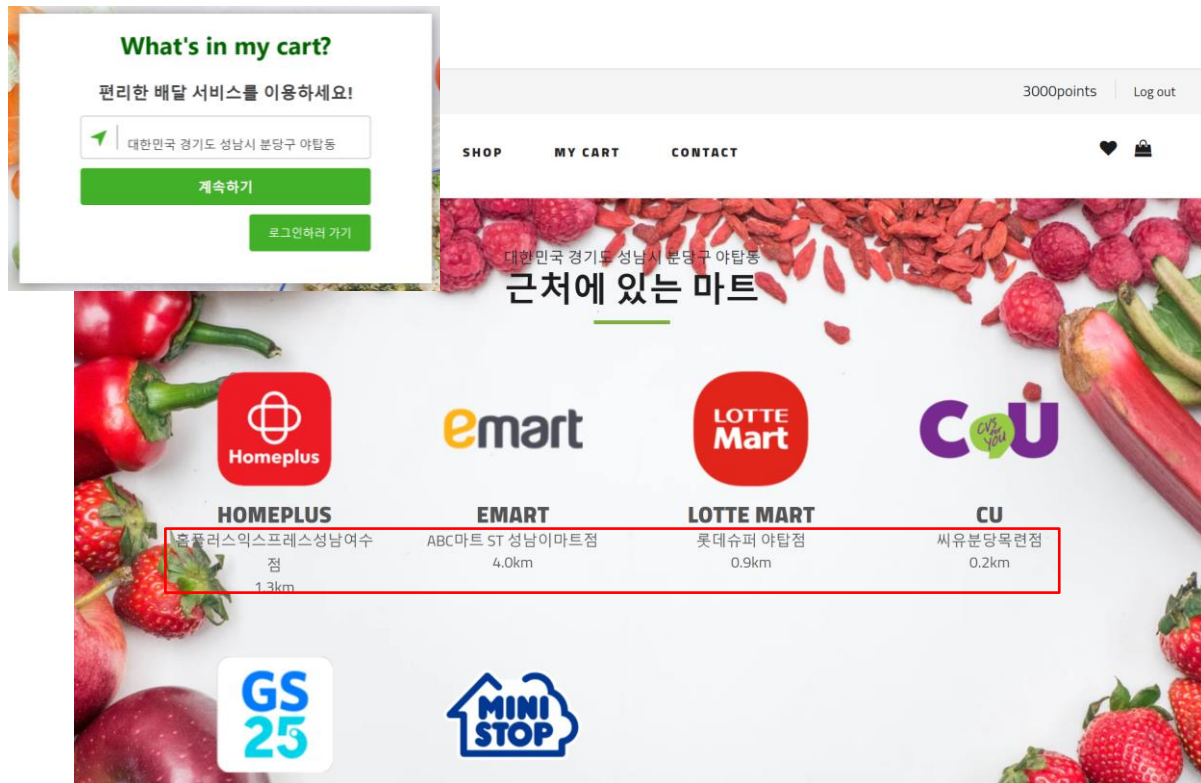 What's in my cart?
편리한 배달 서비스를 이용하세요!
대한민국 경기도 성남시 분당구 야탑동
계속하기
로그인하러 가기
3000points Log out
SHOP MY CART CONTACT
대한민국 경기도 성남시 분당구 야탑동
근처에 있는 마트
Homeplus
emart
LOTTE
Mart
CU
CVS for YOU
HOMEPLUS
홈플러스익스프레스성남여수
점
1.3km
EMART
ABC마트 ST 성남이마트점
4.0km
LOTTE MART
롯데슈퍼 야탑점
0.9km
CU
씨유분당목련점
0.2km
GS
25
MINI
STOP